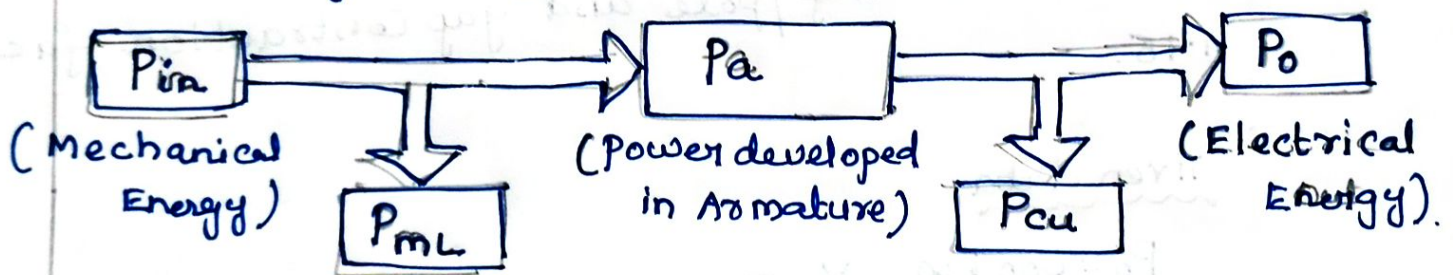 Pin
Pa
Po
(Mechanical
Energy)
(Power developed
in Armature)
(Electrical
Energy).
PmL
Pcu